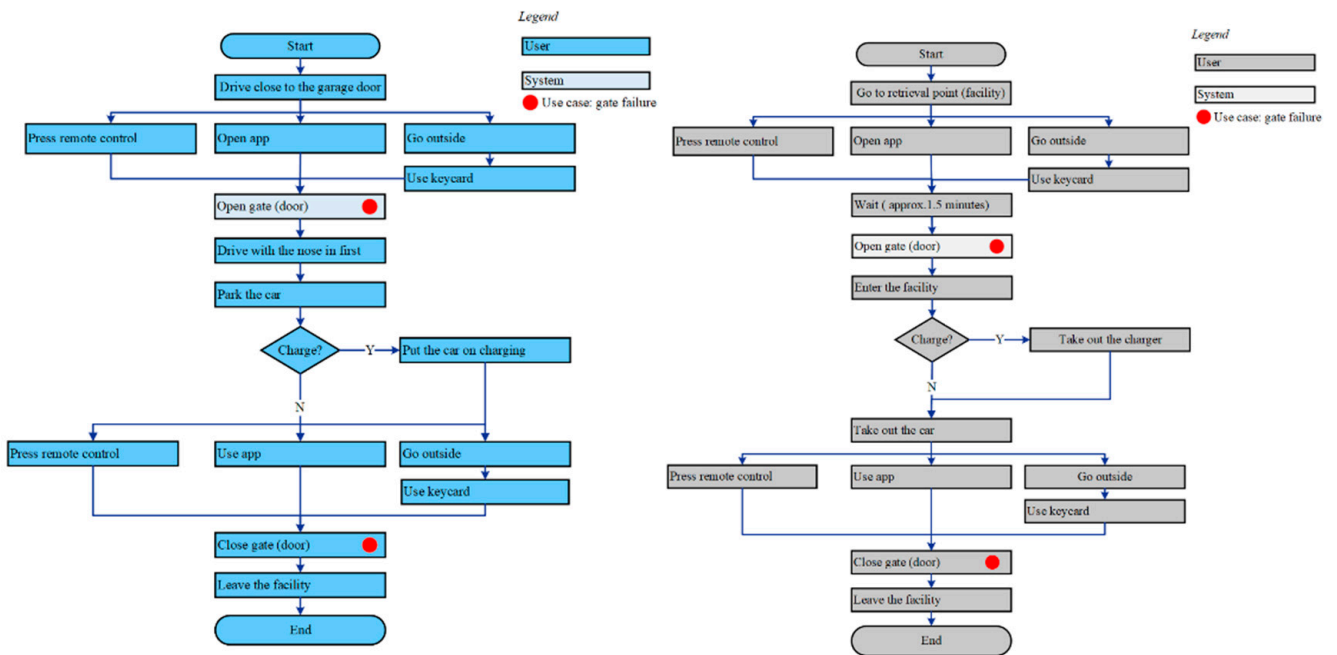 Legend
User
System
Use case: gate failure
Start
Drive close to the garage door
Press remote control
Open app
Go outside
Use keycard
Open gate (door)
Drive with the nose in first
Park the car
Charge?
Y
Put the car on charging
N
Press remote control
Use app
Go outside
Use keycard
Close gate (door)
Leave the facility
End
Legend
User
System
Use case: gate failure
Start
Go to retrieval point (facility)
Press remote control
Open app
Go outside
Use keycard
Wait ( approx.1.5 minutes)
Open gate (door)
Enter the facility
Charge?
Y
Take out the charger
N
Take out the car
Press remote control
Use app
Go outside
Use keycard
Close gate (door)
Leave the facility
End